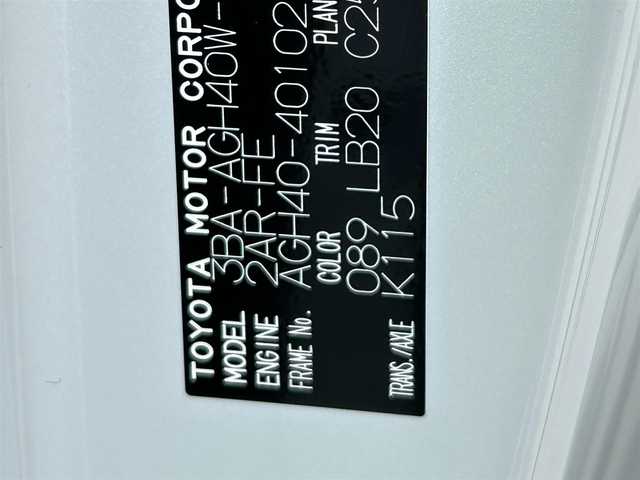 TOYOTA MOTOR CORPO
MODEL 3BA-AGH40W-
ENGINE 2AR-FE
FRAME No. AGH40-40102
COLOR TRIM PLAN
089 LB20 C25
TRANS./AXLE K115